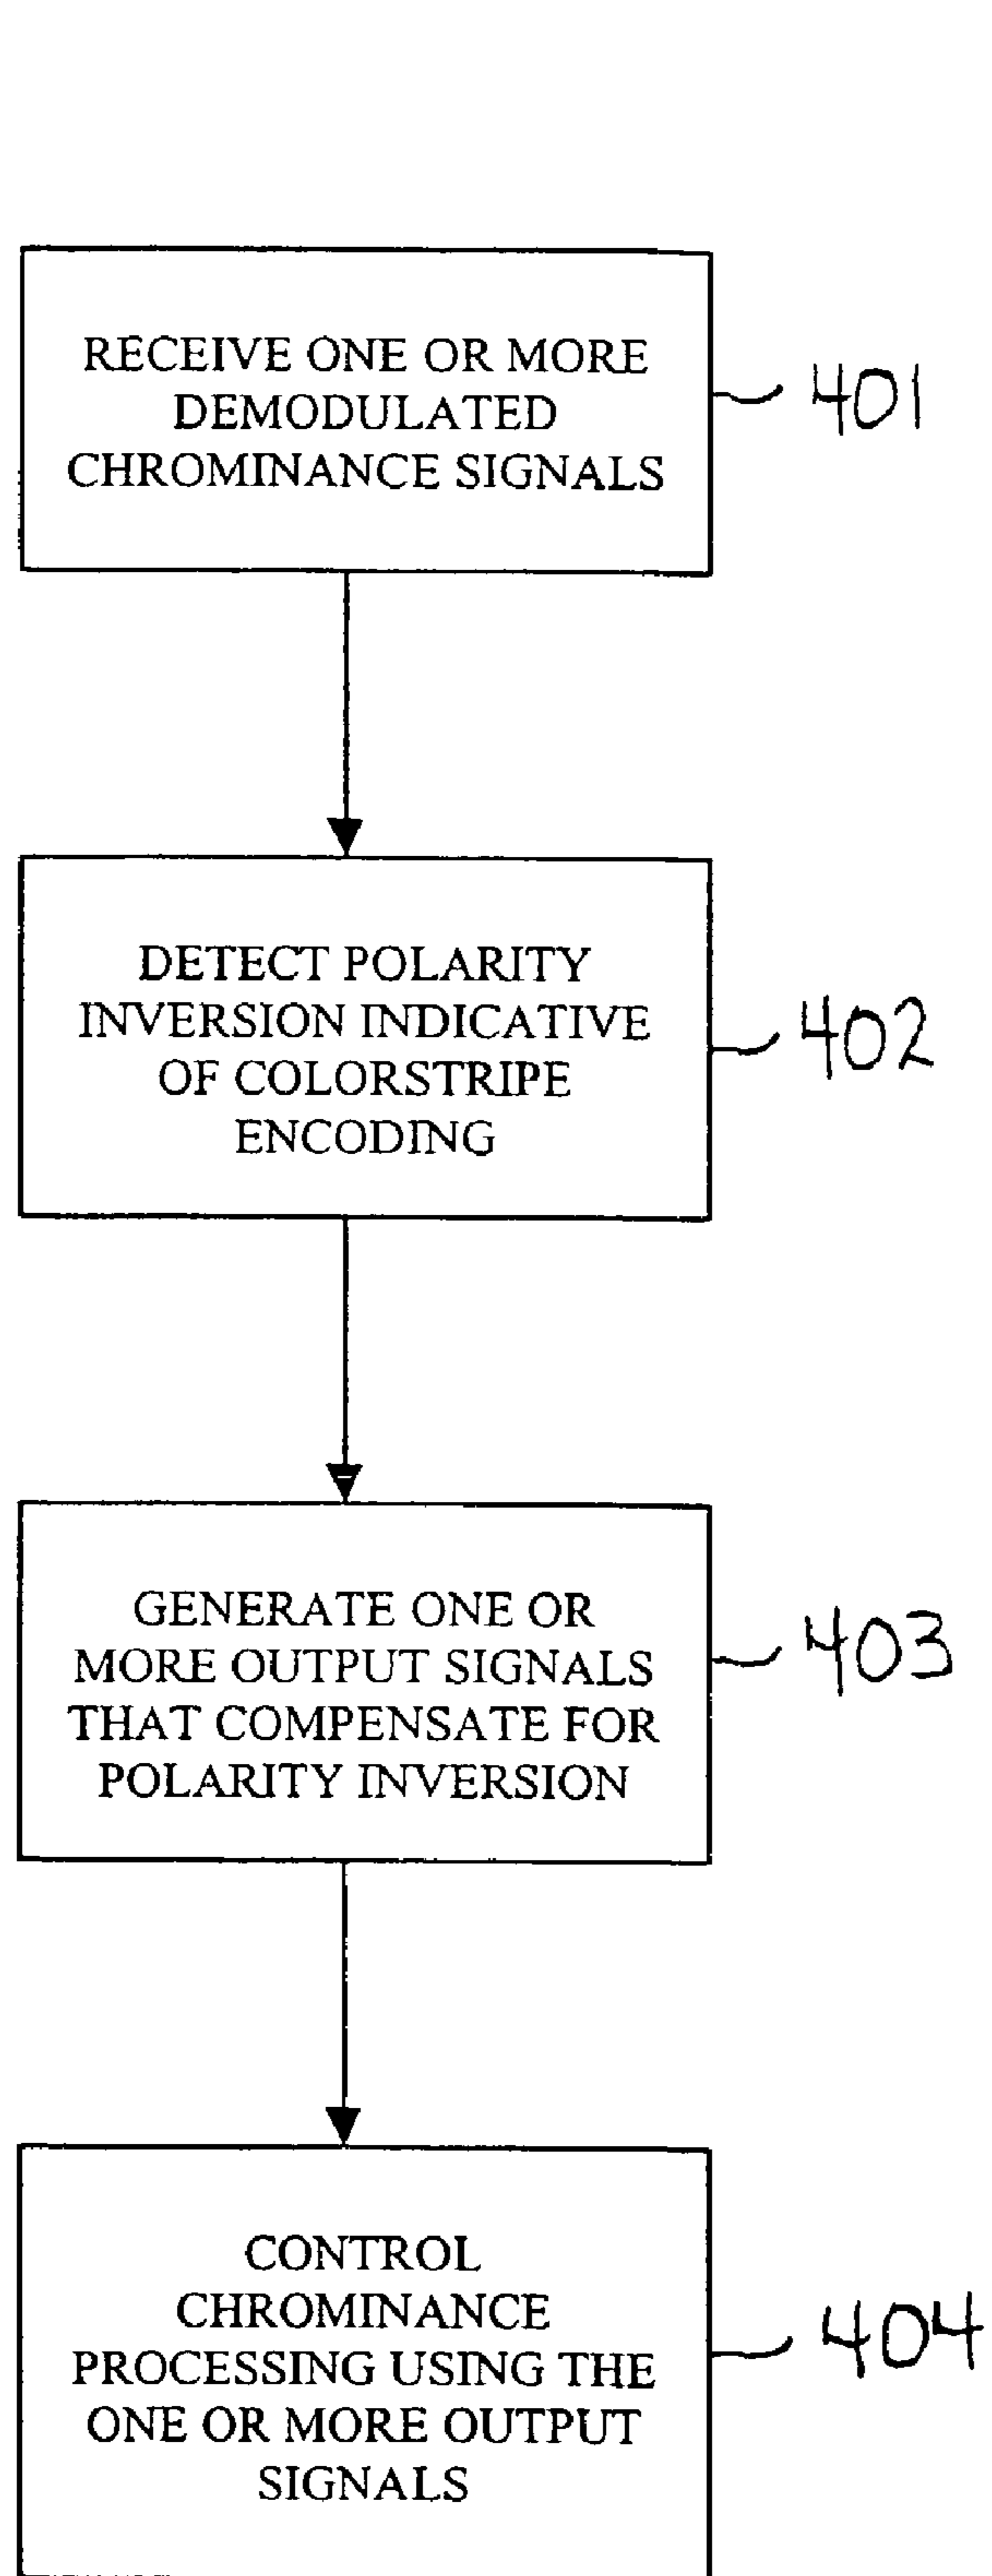 RECEIVE ONE OR MORE
DEMODULATED
CHROMINANCE SIGNALS
401
DETECT POLARITY
INVERSION INDICATIVE
OF COLORSTRIPE
ENCODING
402
GENERATE ONE OR
MORE OUTPUT SIGNALS
THAT COMPENSATE FOR
POLARITY INVERSION
403
CONTROL
CHROMINANCE
PROCESSING USING THE
ONE OR MORE OUTPUT
SIGNALS
404